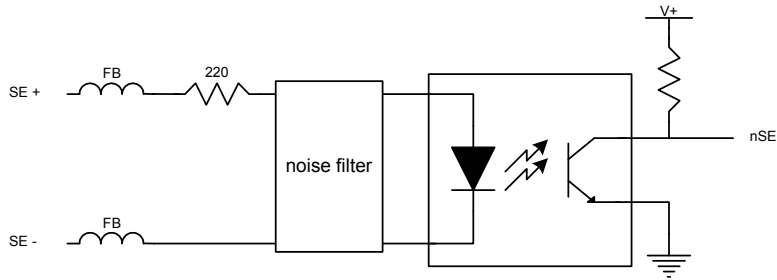 V+
FB
220
SE +
nSE
noise filter
FB
SE -